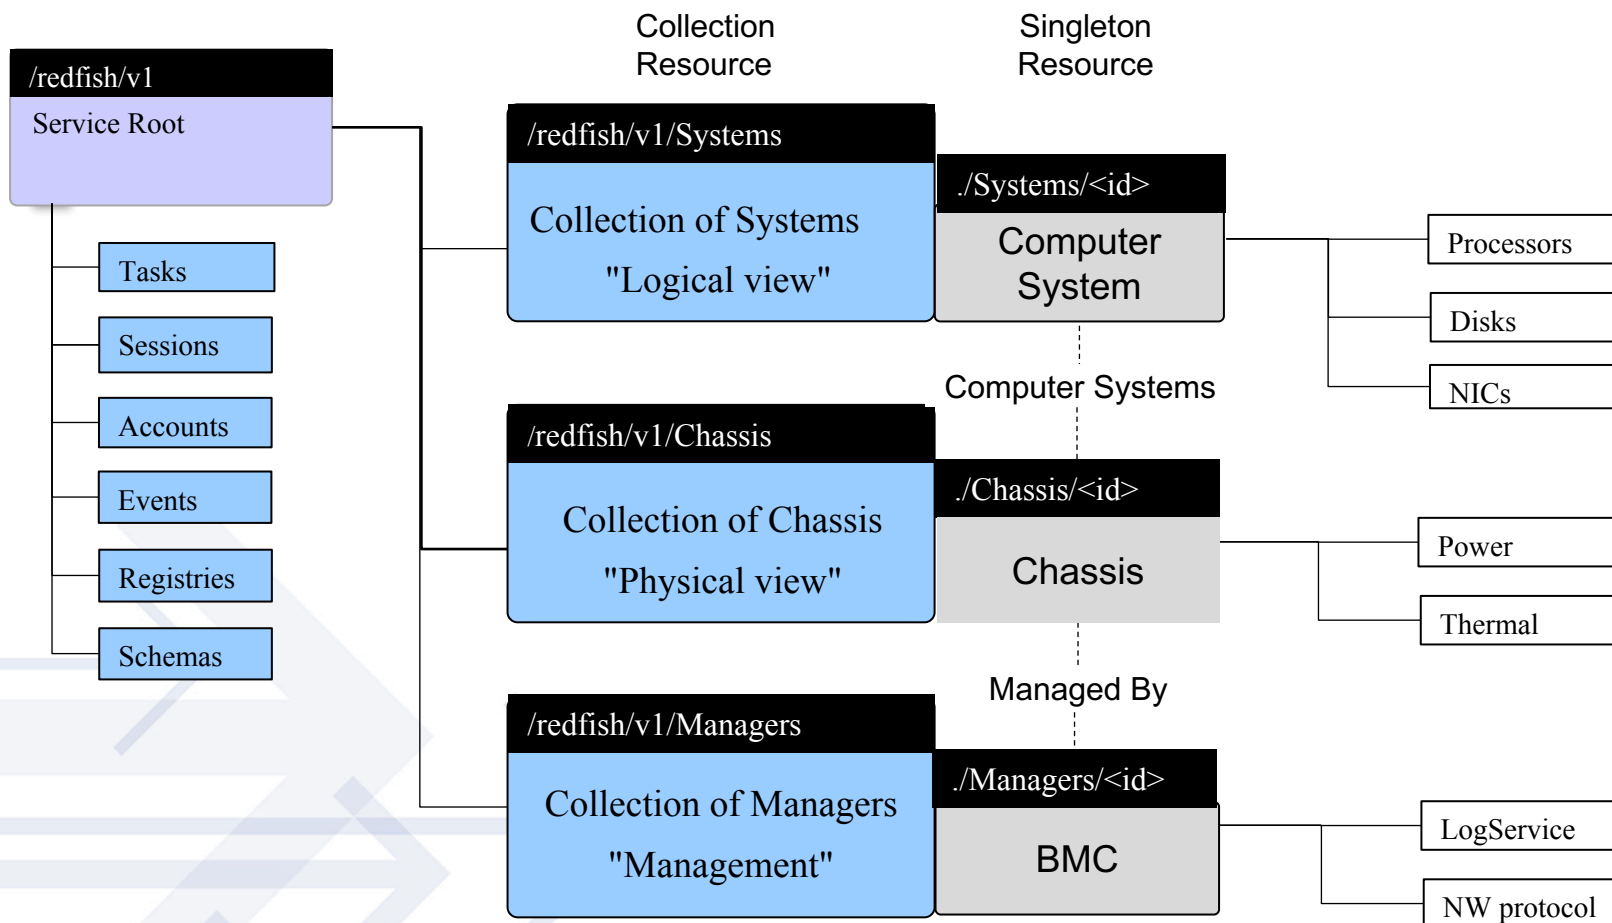 Collection
Resource
Singleton
Resource
/redfish/v1
Service Root
Tasks
Sessions
Accounts
Events
Registries
Schemas
/redfish/v1/Systems
Collection of Systems
"Logical view"
./Systems/<id>
Computer
System
Processors
Disks
NICs
Computer Systems
/redfish/v1/Chassis
Collection of Chassis
"Physical view"
./Chassis/<id>
Chassis
Power
Thermal
Managed By
/redfish/v1/Managers
Collection of Managers
"Management"
./Managers/<id>
BMC
LogService
NW protocol